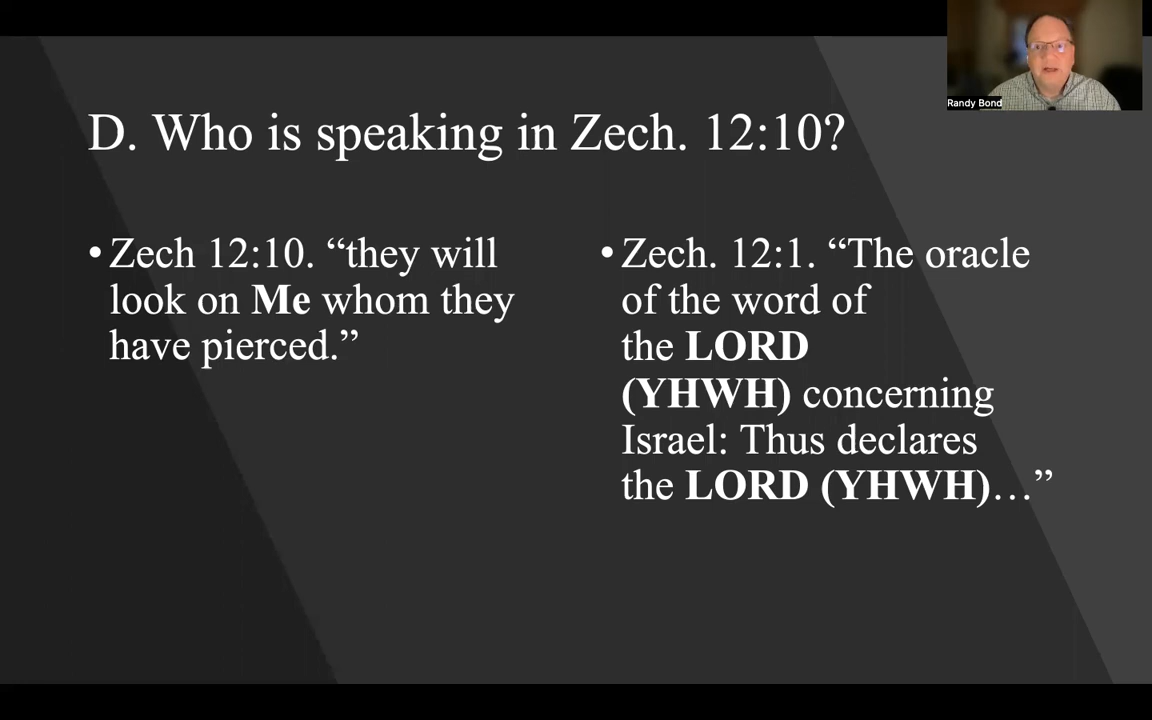 Randy Bond
D. Who is speaking in Zech. 12:10?
•Zech 12:10. “they will
look on Me whom they
have pierced.”
•Zech. 12:1. “The oracle
of the word of
the LORD
(YHWH) concerning
Israel: Thus declares
the LORD (YHWH)…”